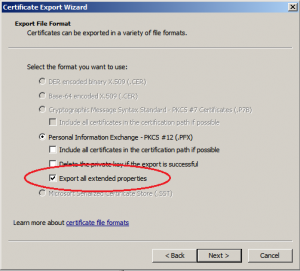 Certificate Export Wizard
Export File Format
Certificates can be exported in a variety of file formats.
Select the format you want to use:
DER encoded binary X.509 (.CER)
Base-64 encoded X.509 (.CER)
Cryptographic Message Syntax Standard - PKCS #7 Certificates (.P7B)
Include all certificates in the certification path if possible
Personal Information Exchange - PKCS #12 (.PFX)
Include all certificates in the certification path if possible
Delete the private key if the export is successful
Export all extended properties
Microsoft Serialized Certificate Store (.SST)
Learn more about certificate file formats
< Back
Next >
Cancel